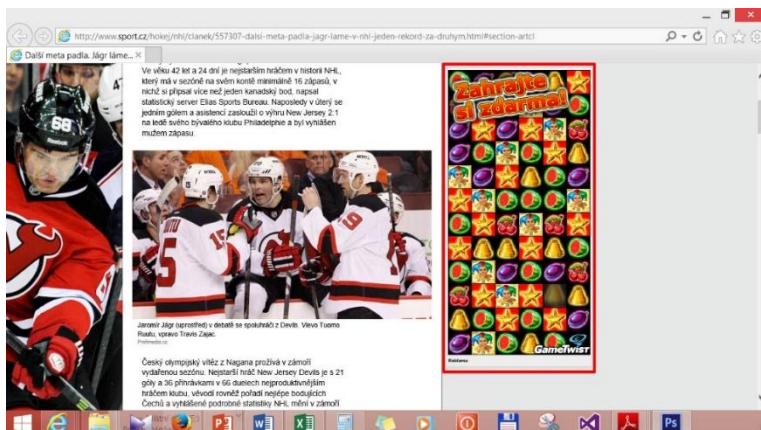 http://www.sport.cz/hokej/nhl/clanek/557307-dalsi-meta-padla-jagr-lame-v-nhl-jeden-rekord-za-druhym.html#section-artcl
Další meta padla. Jágr láme...
Ve věku 42 let a 24 dní je nejstarším hráčem v historii NHL,
který má v sezóně na svém kontě minimálně 16 zápasů, v
nichž si připsal více než jeden kanadský bod, napsal
statistický server Elias Sports Bureau. Naposledy v úterý se
jedním gólem a asistencí zasloužil o výhru New Jersey 2:1
na ledě svého bývalého klubu Philadelphie a byl vyhlášen
mužem zápasu.
Zahrajte
si zdarma!
68
15
15
19
Jaromír Jágr (uprostřed) v debatě se spoluhráči z Devils. Vlevo Tuomo
Ruutu, vpravo Travis Zajac.
Profimedia.cz
GameTwist
Reklama
Český olympijský vítěz z Nagana prožívá v zámoří
vydařenou sezónu. Nejstarší hráč New Jersey Devils je s 21
góly a 36 přihrávkami v 66 duelech nejproduktivnějším
hráčem klubu, vévodí rovněž pořadí nejlépe bodujících
Čechů a vyhlášené podrobné statistiky NHL mění v zámoří